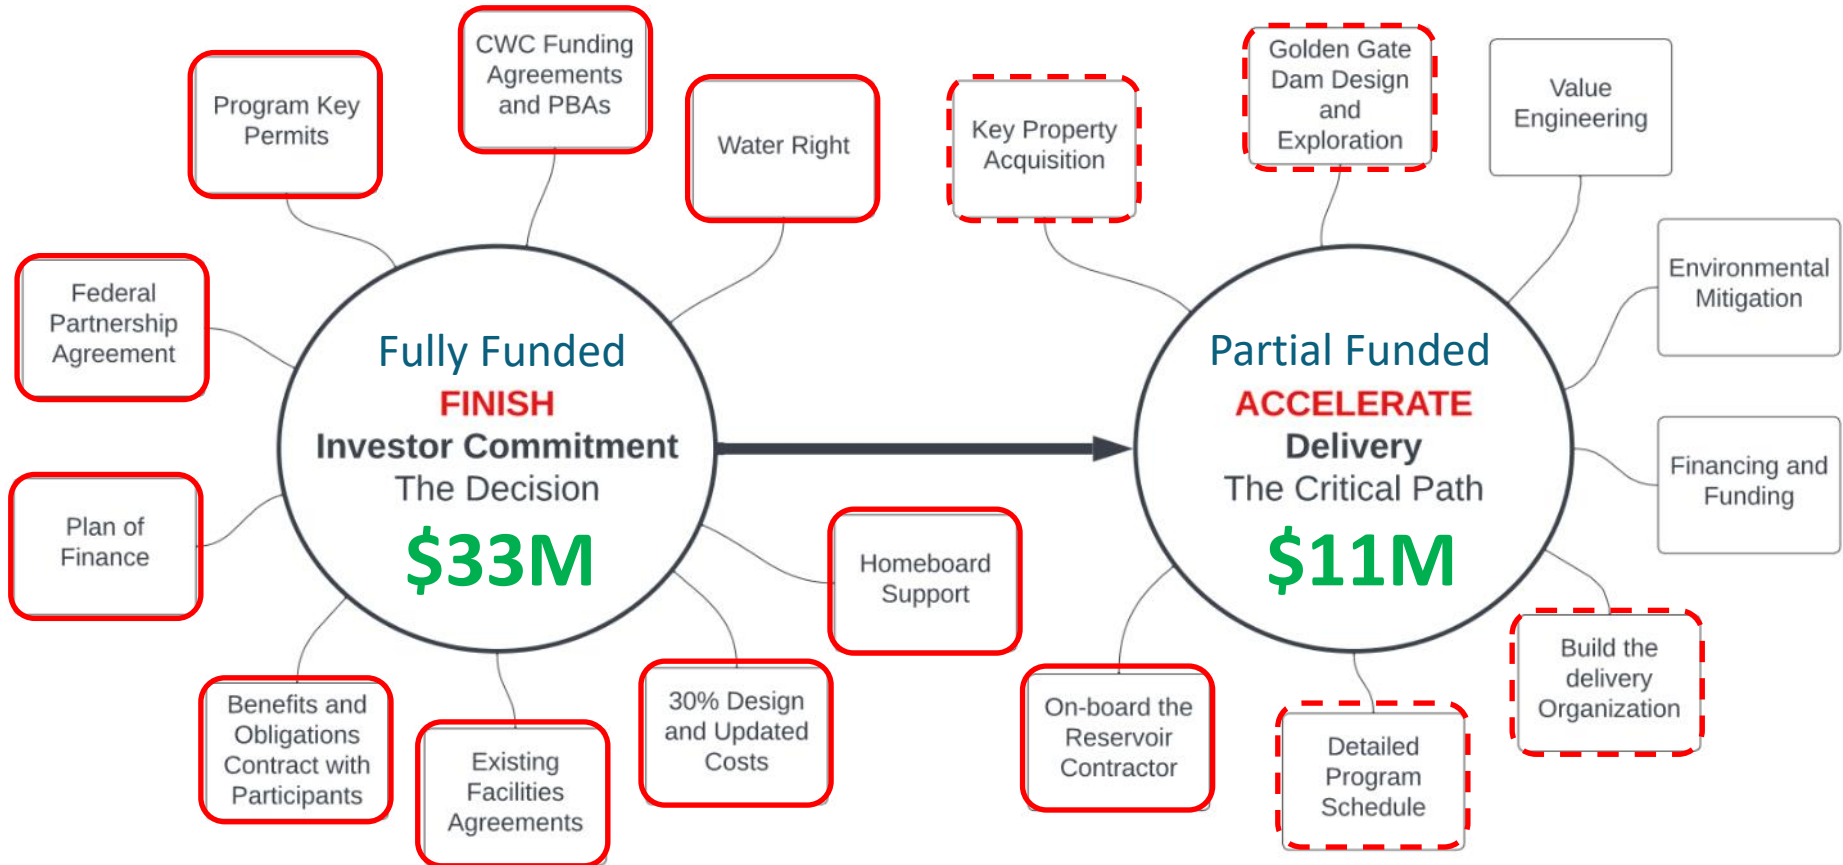 CWC Funding
Agreements
and PBAs
Program Key
Permits
Water Right
Federal
Partnership
Agreement
Plan of
Finance
Fully Funded
FINISH
Investor Commitment
The Decision
$33M
Homeboard
Support
30% Design
and Updated
Costs
Existing
Facilities
Agreements
Benefits and
Obligations
Contract with
Participants
Key Property
Acquisition
Golden Gate
Dam Design
and
Exploration
Value
Engineering
Environmental
Mitigation
Financing and
Funding
Partial Funded
ACCELERATE
Delivery
The Critical Path
$11M
Build the
delivery
Organization
Detailed
Program
Schedule
On-board the
Reservoir
Contractor